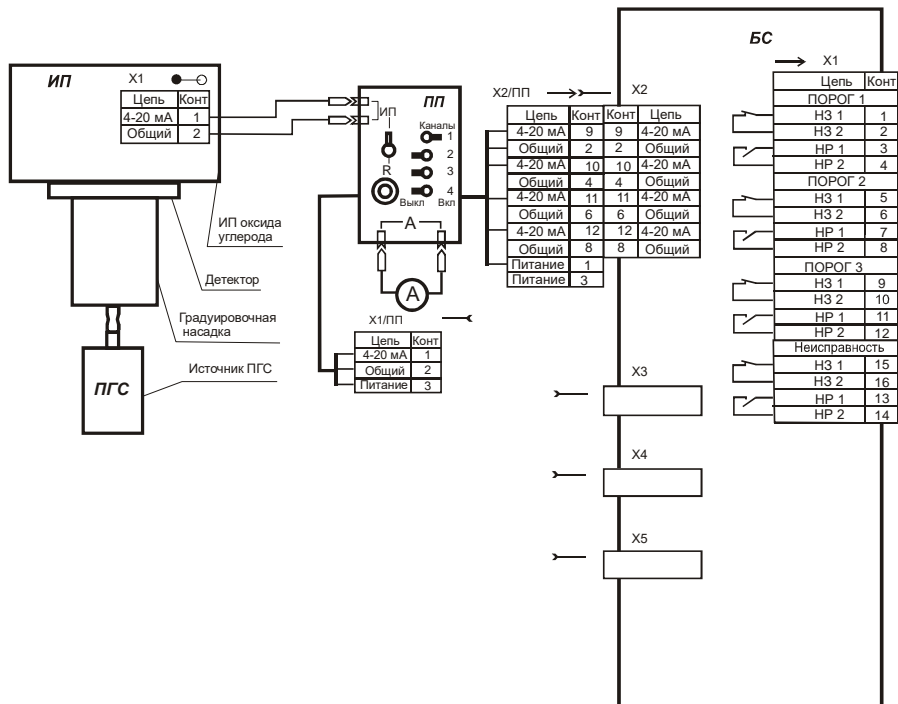 ИП
X1
Цепь Конт
4-20 мА 1
Общий 2
ИП оксида
углерода
Детектор
Градуировочная
насадка
ПГС
Источник ПГС
ПП
ИП
Каналы
1
2
3
4
R
Выкл Вкл
А
А
X1/ПП
Цепь Конт
4-20 мА 1
Общий 2
Питание 3
X2/ПП
X2
Цепь Конт Конт Цепь
4-20 мА 9 9 4-20 мА
Общий 2 2 Общий
4-20 мА 10 10 4-20 мА
Общий 4 4 Общий
4-20 мА 11 11 4-20 мА
Общий 6 6 Общий
4-20 мА 12 12 4-20 мА
Общий 8 8 Общий
Питание 1
Питание 3
X3
X4
X5
БС
X1
Цепь Конт
ПОРОГ 1
НЗ 1 1
НЗ 2 2
НР 1 3
НР 2 4
ПОРОГ 2
НЗ 1 5
НЗ 2 6
НР 1 7
НР 2 8
ПОРОГ 3
НЗ 1 9
НЗ 2 10
НР 1 11
НР 2 12
Неисправность
НЗ 1 15
НЗ 2 16
НР 1 13
НР 2 14